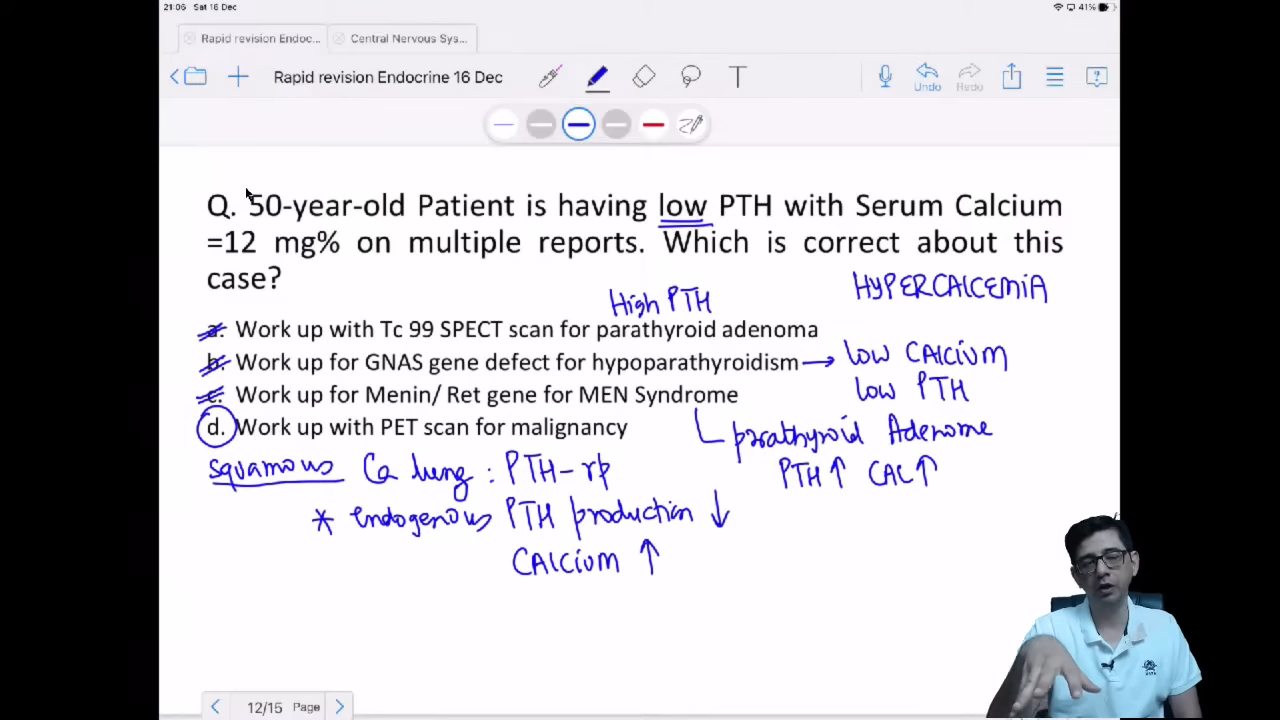 21:06 Sat 16 Dec
41%
Rapid revision Endoc...
Central Nervous Sys...
Rapid revision Endocrine 16 Dec
T
Undo
Redo
Q. 50-year-old Patient is having low PTH with Serum Calcium
=12 mg% on multiple reports. Which is correct about this
case?
High PTH
HYPERCALCEMIA
a. Work up with Tc 99 SPECT scan for parathyroid adenoma
b. Work up for GNAS gene defect for hypoparathyroidism → low CALCIUM
low PTH
c. Work up for Menin/ Ret gene for MEN Syndrome
d. Work up with PET scan for malignancy
parathyroid Adenome
PTH↑ CAL↑
Squamous Ca lung : PTH-rp
* endogenous PTH production ↓
CALCIUM ↑
12/15 Page